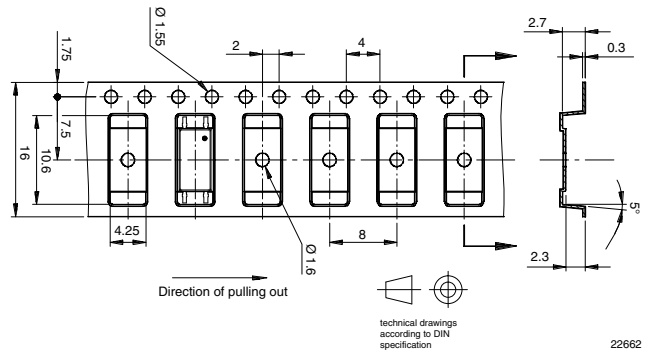 2.7
Ø 1.55
1.75
2
4
0.3
7.5
16
10.6
5°
4.25
Ø 1.6
8
2.3
Direction of pulling out
technical drawings
according to DIN
specification
22662